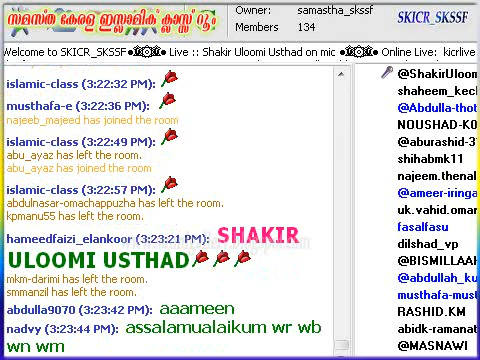 സമസ്ത കേരള ഇസ്ലാമിക് ക്ലാസ്സ് റൂം
Owner: samastha_skssf
Members 134
SKICR_SKSSF
Welcome to SKICR_SKSSF Live :: Shakir Uloomi Usthad on mic Online Live: kicrlive
islamic-class (3:22:32 PM):
musthafa-e (3:22:36 PM):
najeeb_majeed has joined the room
islamic-class (3:22:49 PM):
abu_ayaz has left the room.
abu_ayaz has joined the room
islamic-class (3:22:57 PM):
abdulnasar-omachappuzha has left the room.
kpmanu55 has left the room.
hameedfaizi_elankoor (3:23:21 PM): SHAKIR
ULOOMI USTHAD
mkm-darimi has left the room.
smmanzil has left the room.
abdulla9070 (3:23:42 PM): aaameen
nadvy (3:23:44 PM): assalamualaikum wr wb
wn wm
@ShakirUloom
shaheem_kecl
@Abdulla-thot
NOUSHAD-K0
@aburashid-3
shihabmk11
najeem.thenal
@ameer-iringa
uk.vahid.omar
fasalfasu
dilshad_vp
@BISMILLAAH
@abdullah_ku
musthafa-must
RASHID.KM
abidk-ramanat
@MASNAWI